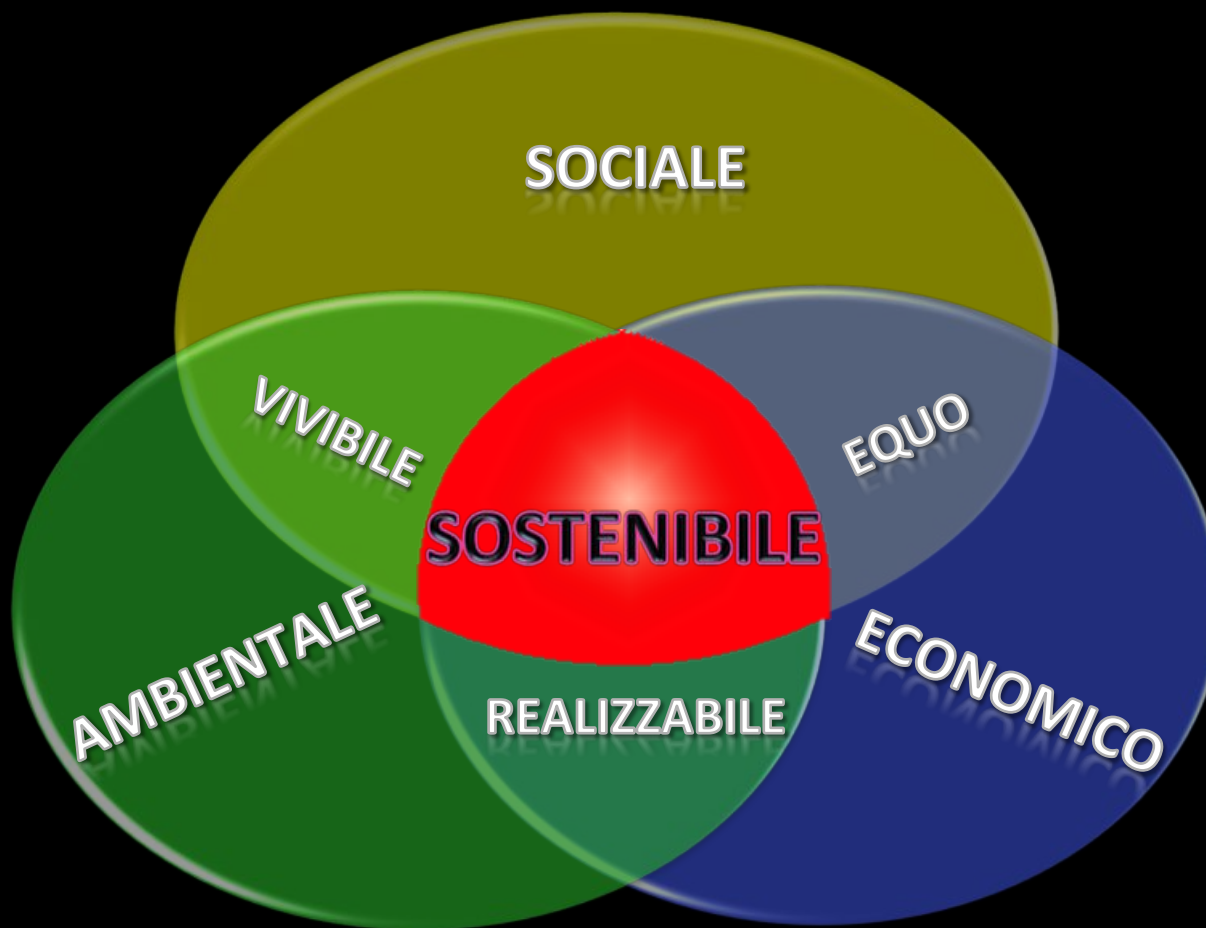 SOCIALE
VIVIBILE
EQUO
SOSTENIBILE
AMBIENTALE
ECONOMICO
REALIZZABILE